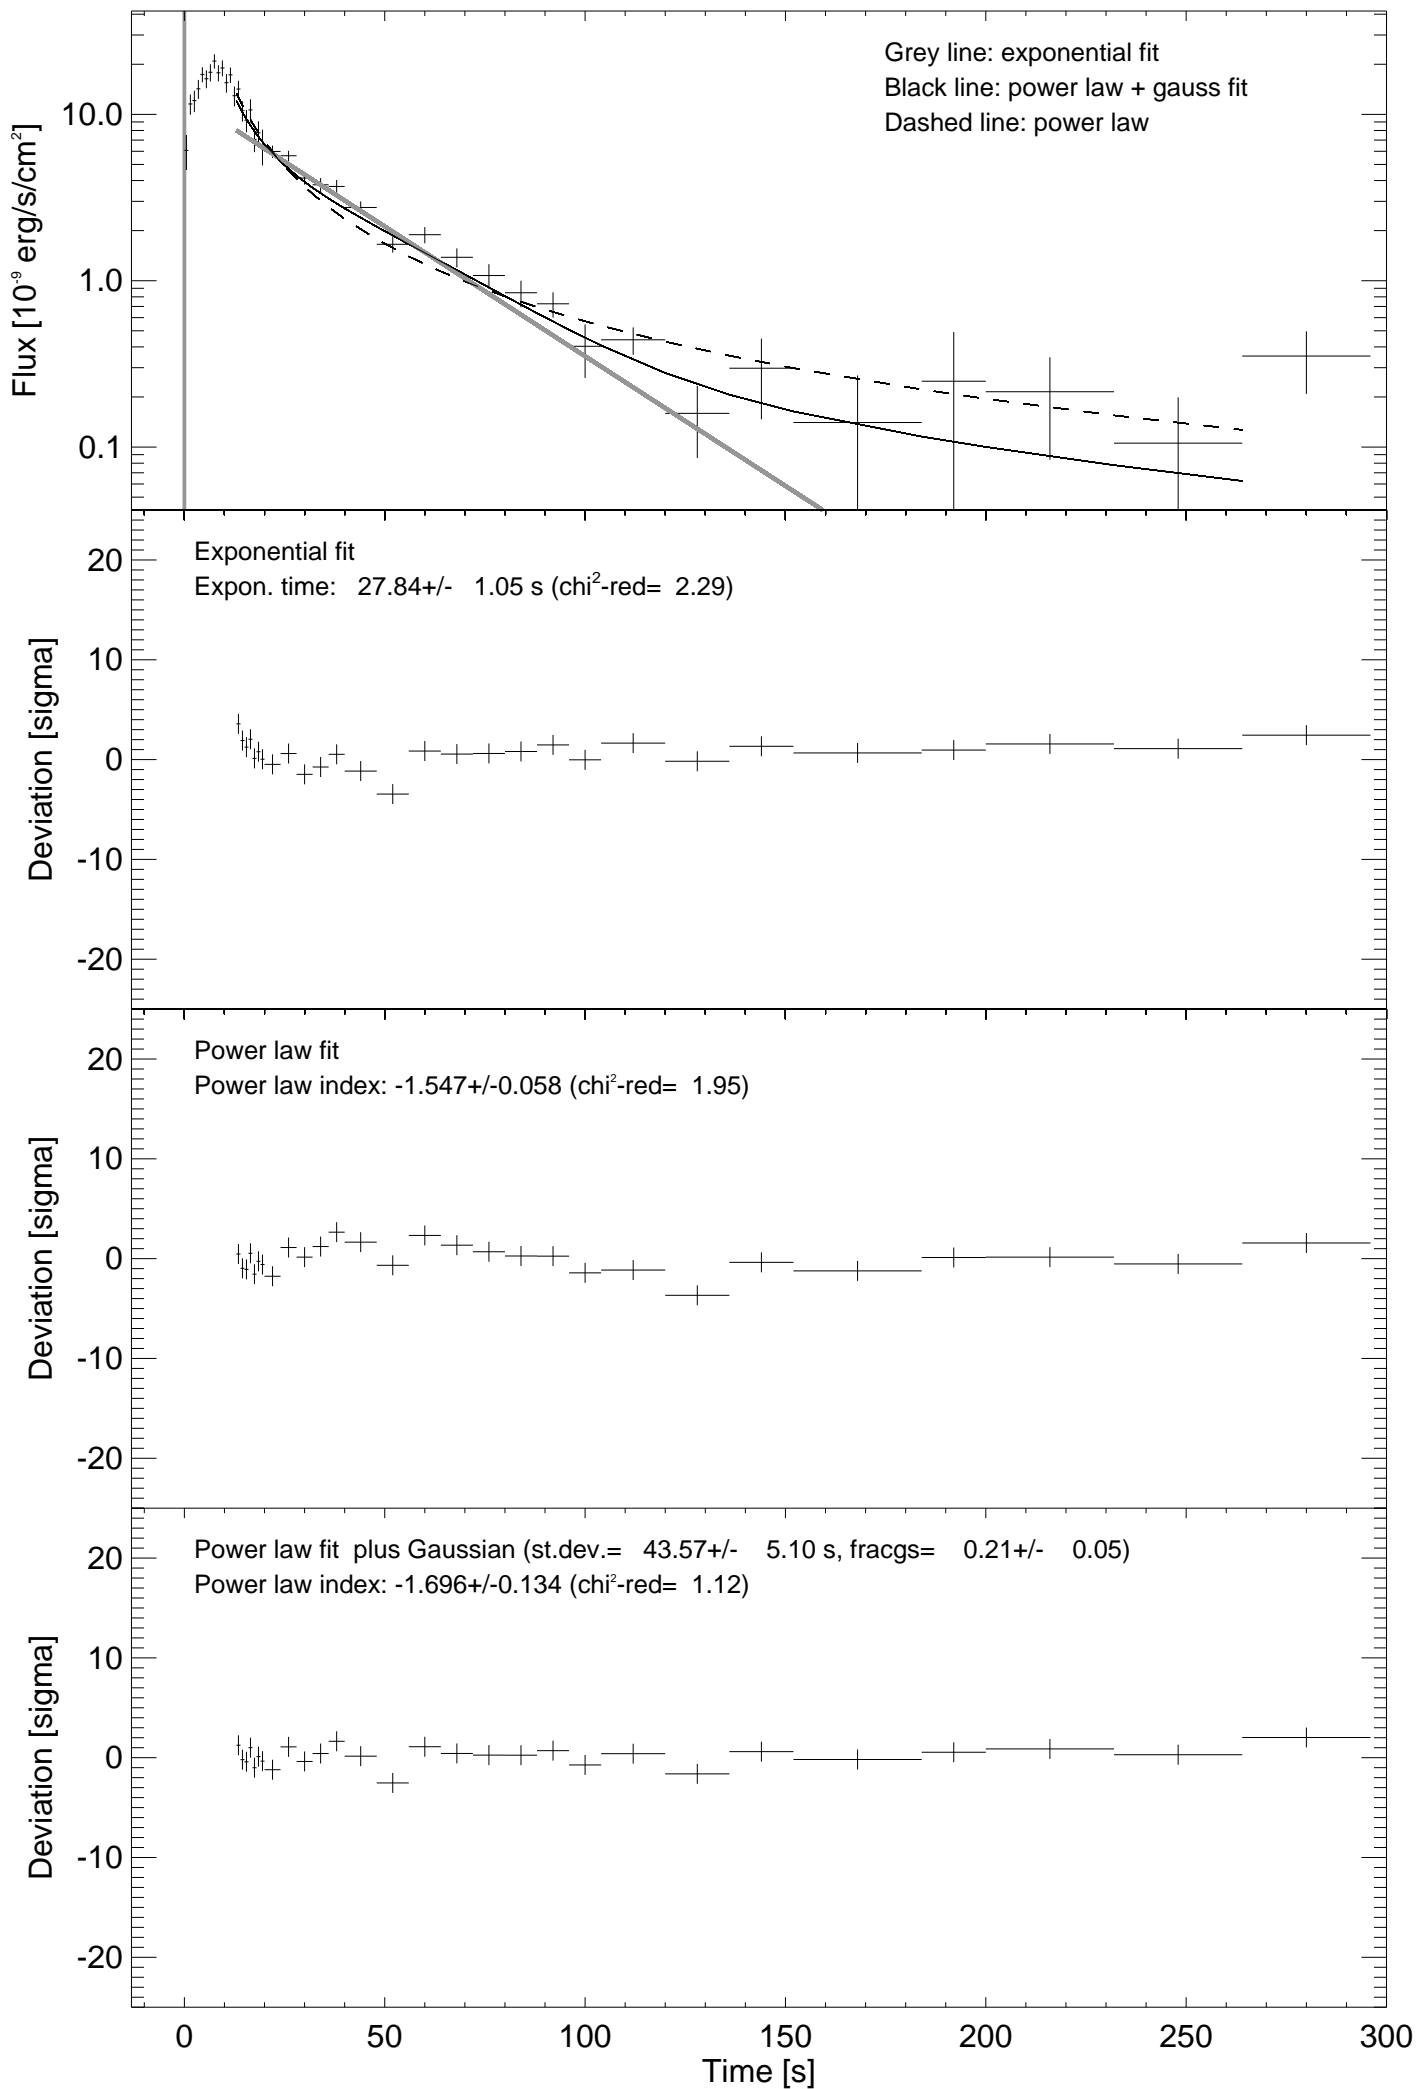 Grey line: exponential fit
Black line: power law + gauss fit
Dashed line: power law
Flux [10⁻⁹ erg/s/cm²]
10.0
1.0
0.1
Exponential fit
Expon. time: 27.84+/- 1.05 s (chi²-red= 2.29)
Deviation [sigma]
20
10
0
-10
-20
Power law fit
Power law index: -1.547+/-0.058 (chi²-red= 1.95)
Deviation [sigma]
20
10
0
-10
-20
Power law fit plus Gaussian (st.dev.= 43.57+/- 5.10 s, fracgs= 0.21+/- 0.05)
Power law index: -1.696+/-0.134 (chi²-red= 1.12)
Deviation [sigma]
20
10
0
-10
-20
0 50 100 150 200 250 300
Time [s]